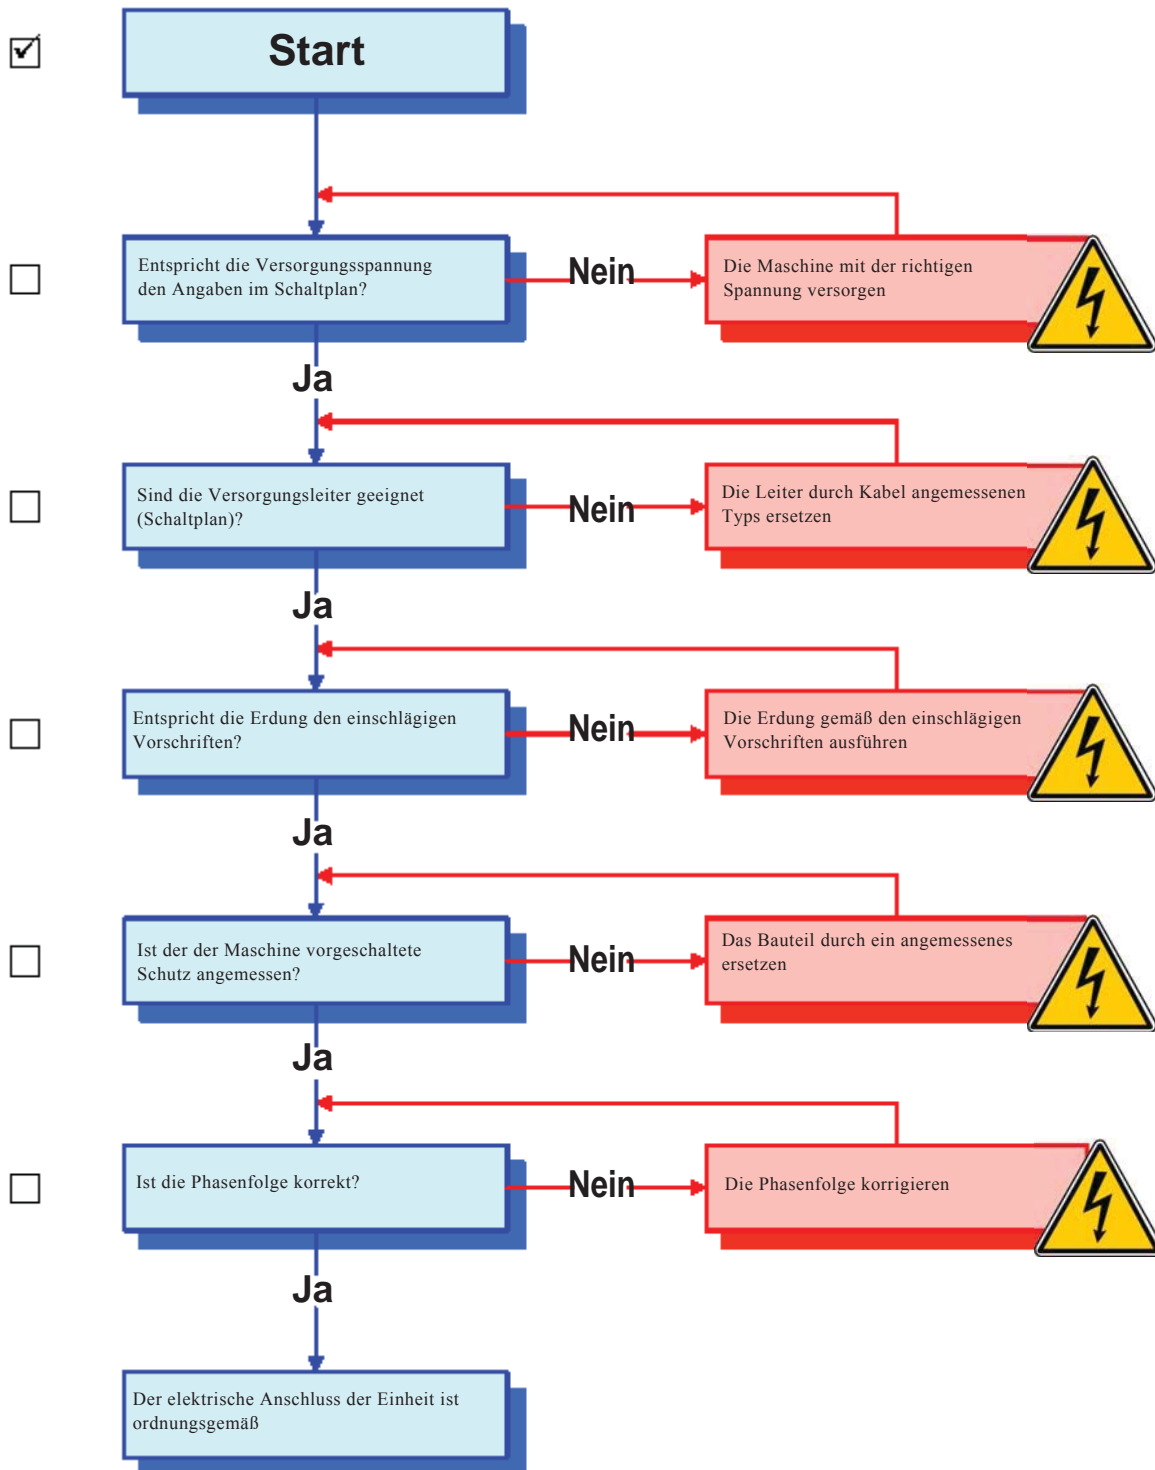 Start
Entspricht die Versorgungsspannung
den Angaben im Schaltplan?
Nein
Die Maschine mit der richtigen
Spannung versorgen
Ja
Sind die Versorgungsleiter geeignet
(Schaltplan)?
Nein
Die Leiter durch Kabel angemessenen
Typs ersetzen
Ja
Entspricht die Erdung den einschlägigen
Vorschriften?
Nein
Die Erdung gemäß den einschlägigen
Vorschriften ausführen
Ja
Ist der der Maschine vorgeschaltete
Schutz angemessen?
Nein
Das Bauteil durch ein angemessenes
ersetzen
Ja
Ist die Phasenfolge korrekt?
Nein
Die Phasenfolge korrigieren
Ja
Der elektrische Anschluss der Einheit ist
ordnungsgemäß